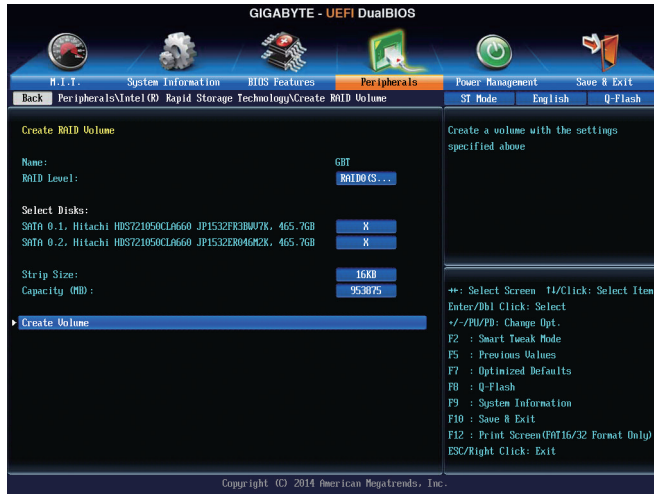 GIGABYTE - UEFI DualBIOS
M.I.T. System Information BIOS Features Peripherals Power Management Save & Exit
Back Peripherals\Intel(R) Rapid Storage Technology\Create RAID Volume ST Mode English Q-Flash
Create RAID Volume
Name: GBT
RAID Level: RAID0(S...
Select Disks:
SATA 0.1, Hitachi HDS721050CLA660 JP1532FR3BWV7K, 465.7GB X
SATA 0.2, Hitachi HDS721050CLA660 JP1532ER046M2K, 465.7GB X
Strip Size: 16KB
Capacity (MB): 953875
Create Volume
Create a volume with the settings
specified above
→←: Select Screen ↑↓/Click: Select Item
Enter/Dbl Click: Select
+/-/PU/PD: Change Opt.
F2 : Smart Tweak Mode
F5 : Previous Values
F7 : Optimized Defaults
F8 : Q-Flash
F9 : System Information
F10 : Save & Exit
F12 : Print Screen(FAT16/32 Format Only)
ESC/Right Click: Exit
Copyright (C) 2014 American Megatrends, Inc.